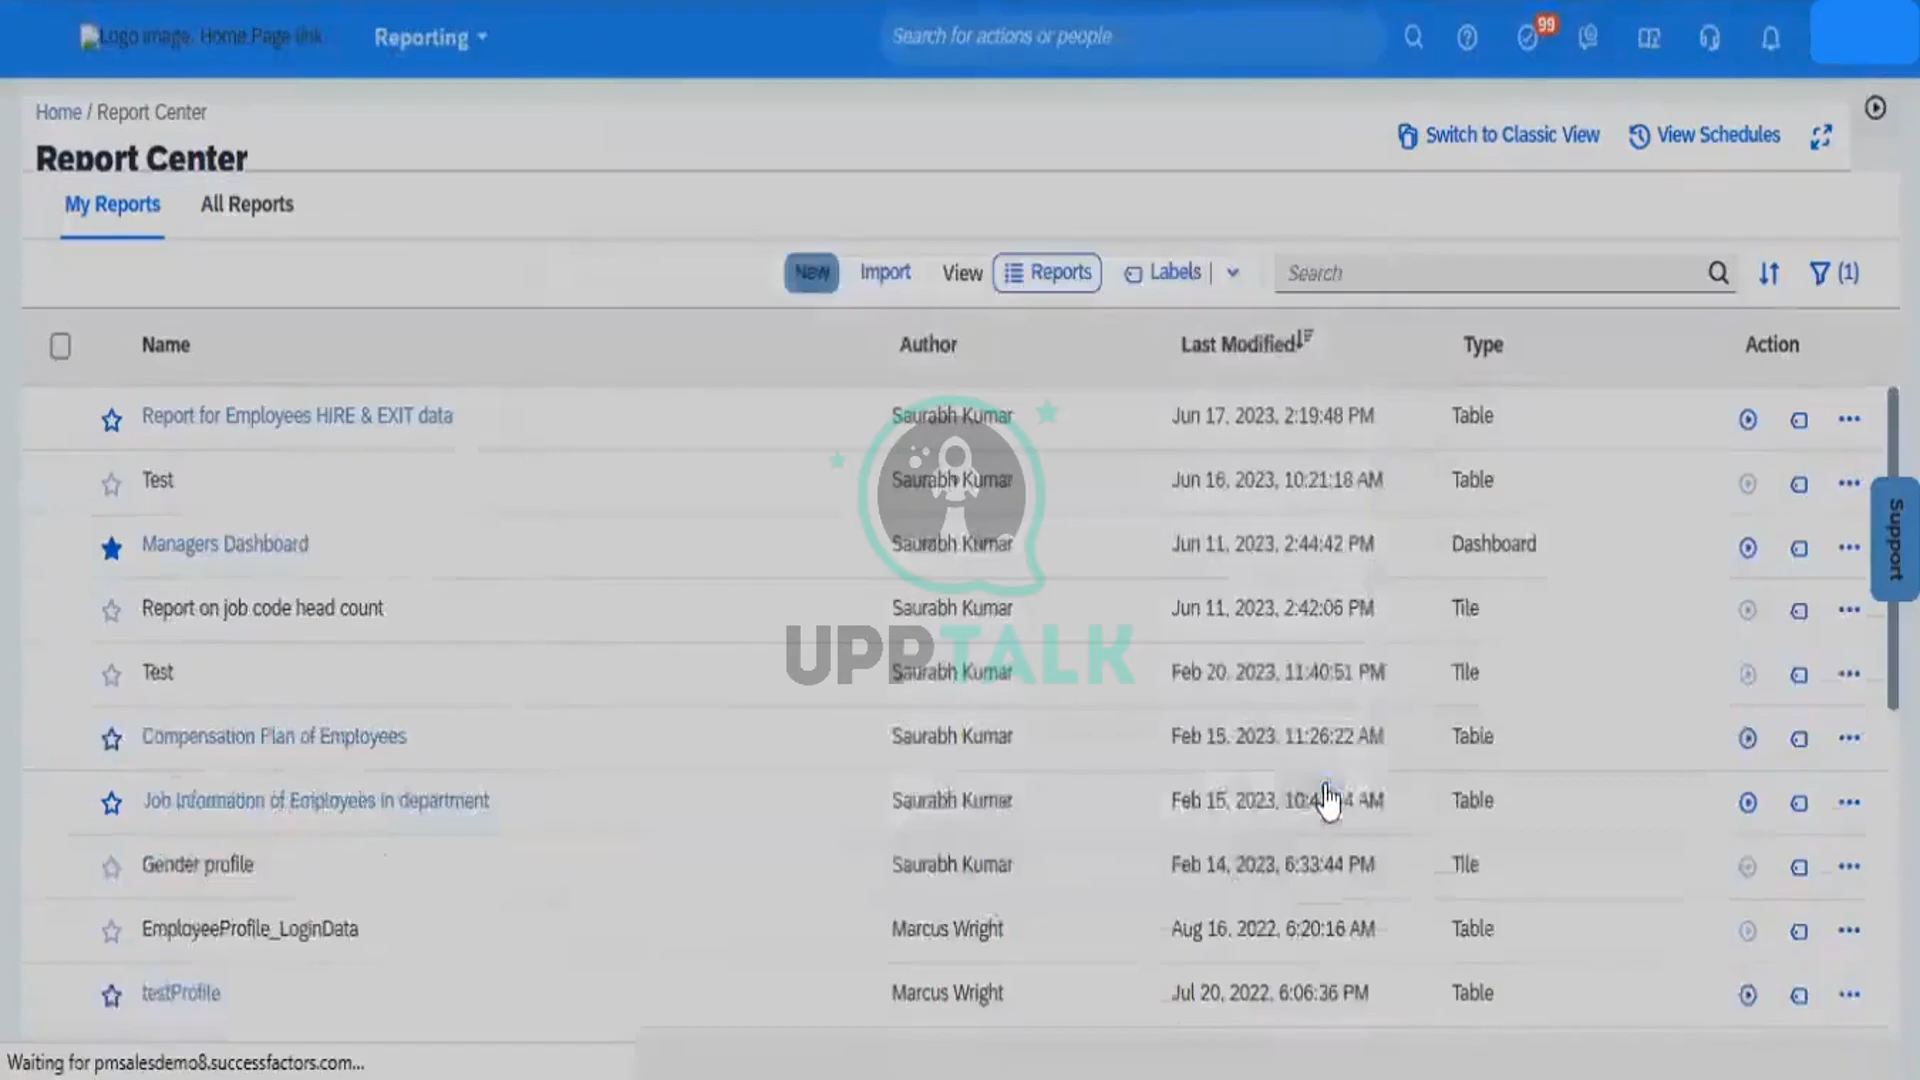 Logo image. Home Page link
Reporting
Search for actions or people
99
Home / Report Center
Report Center
Switch to Classic View
View Schedules
My Reports
All Reports
New
Import
View
Reports
Labels
Search
(1)
Name Author Last Modified Type Action
Report for Employees HIRE & EXIT data Saurabh Kumar Jun 17, 2023, 2:19:48 PM Table
Test Saurabh Kumar Jun 16, 2023, 10:21:18 AM Table
Managers Dashboard Saurabh Kumar Jun 11, 2023, 2:44:42 PM Dashboard
Report on job code head count Saurabh Kumar Jun 11, 2023, 2:42:06 PM Tile
Test Saurabh Kumar Feb 20, 2023, 11:40:51 PM Tile
Compensation Plan of Employees Saurabh Kumar Feb 15, 2023, 11:26:22 AM Table
Job Information of Employees in department Saurabh Kumar Feb 15, 2023, AM Table
Gender profile Saurabh Kumar Feb 14, 2023, 6:33:44 PM Tile
EmployeeProfile_LoginData Marcus Wright Aug 16, 2022, 6:20:16 AM Table
testProfile Marcus Wright Jul 20, 2022, 6:06:36 PM Table
Support
UPPTALK
Waiting for pmsalesdemo8.successfactors.com...